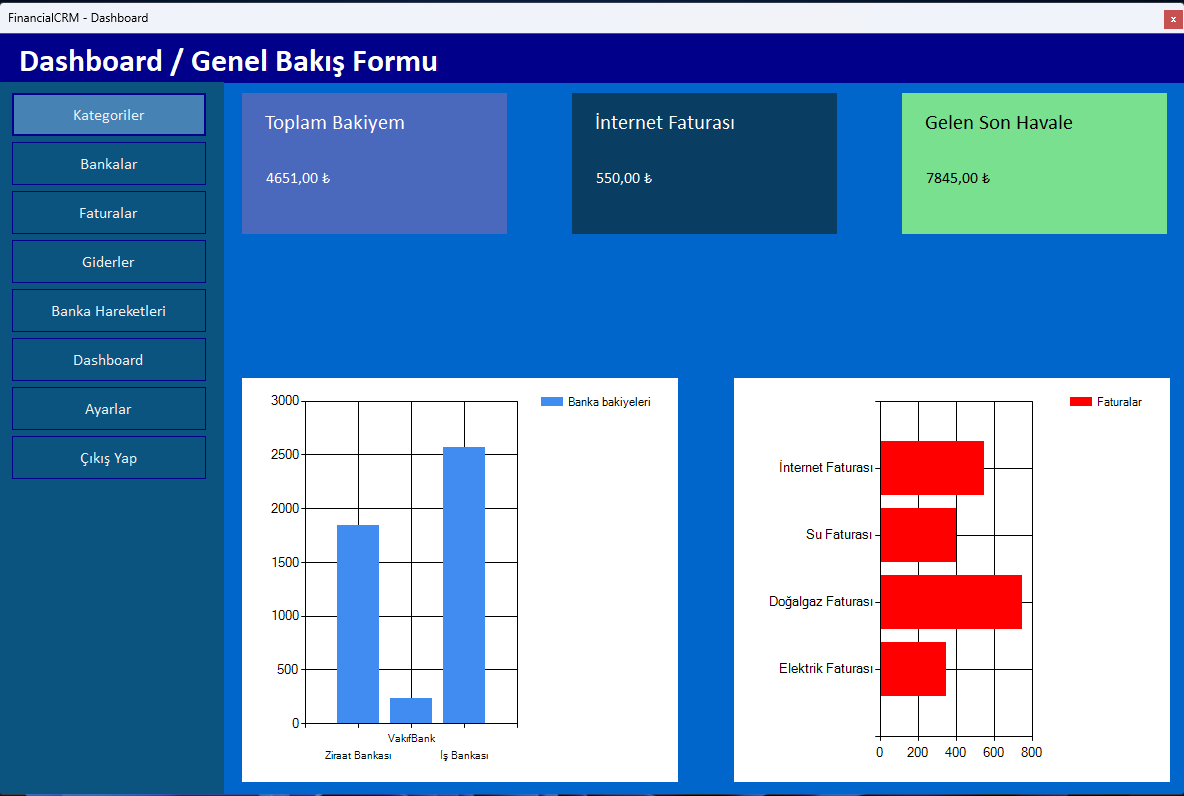 FinancialCRM - Dashboard
x
Dashboard / Genel Bakış Formu
Kategoriler
Bankalar
Faturalar
Giderler
Banka Hareketleri
Dashboard
Ayarlar
Çıkış Yap
Toplam Bakiyem
4651,00 ₺
İnternet Faturası
550,00 ₺
Gelen Son Havale
7845,00 ₺
3000
2500
2000
1500
1000
500
0
VakıfBank
Ziraat Bankası
İş Bankası
Banka bakiyeleri
Faturalar
İnternet Faturası
Su Faturası
Doğalgaz Faturası
Elektrik Faturası
0 200 400 600 800